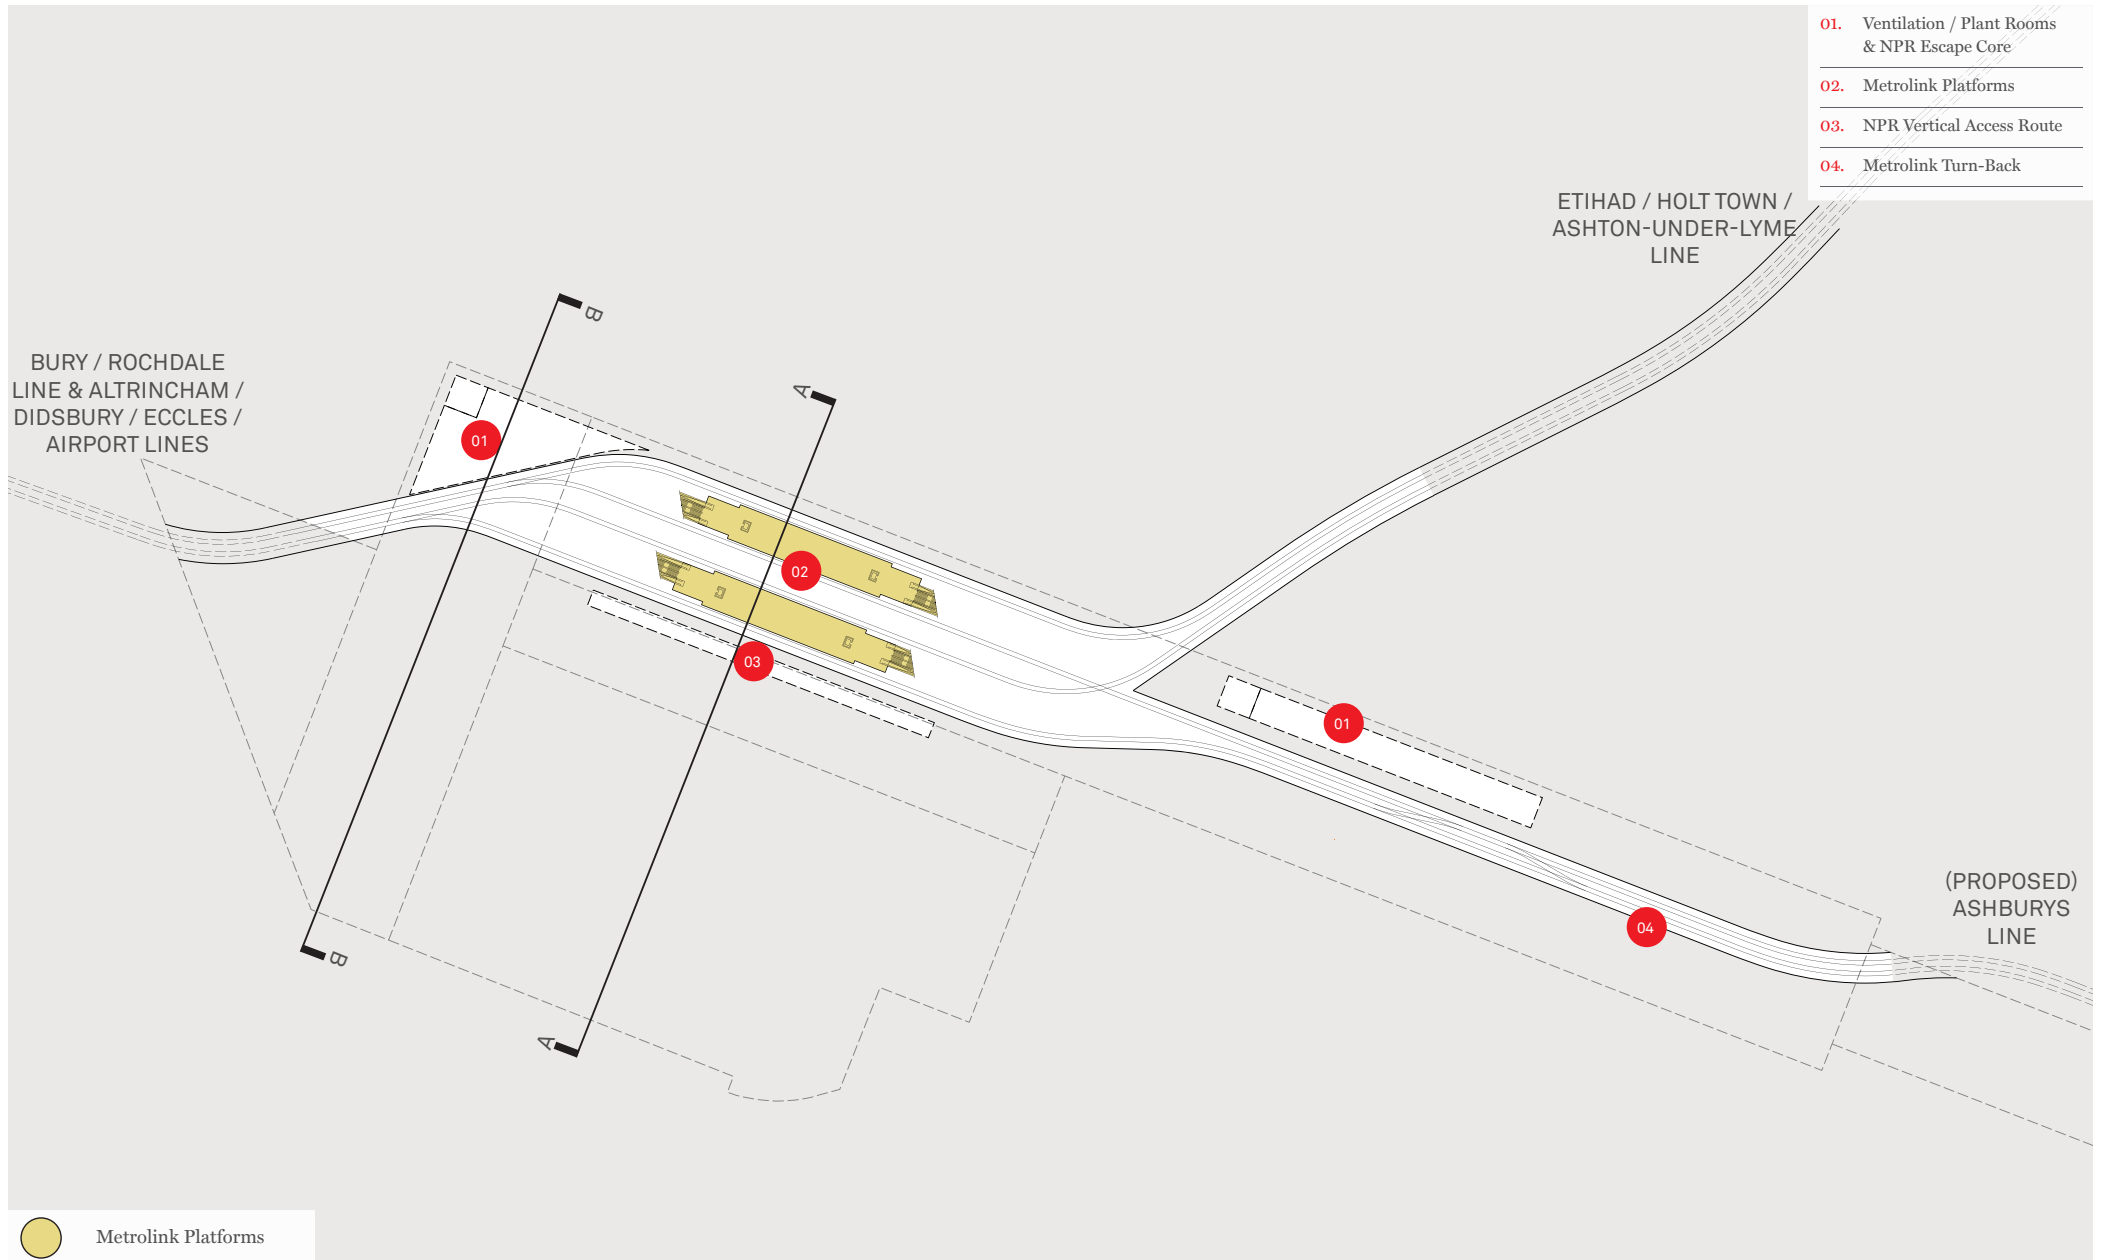 01. Ventilation / Plant Rooms
& NPR Escape Core
02. Metrolink Platforms
03. NPR Vertical Access Route
04. Metrolink Turn-Back
ETIHAD / HOLT TOWN /
ASHTON-UNDER-LYME
LINE
BURY / ROCHDALE
LINE & ALTRINCHAM /
DIDSBURY / ECCLES /
AIRPORT LINES
B
A
01
02
03
01
04
(PROPOSED)
ASHBURYS
LINE
B
A
Metrolink Platforms